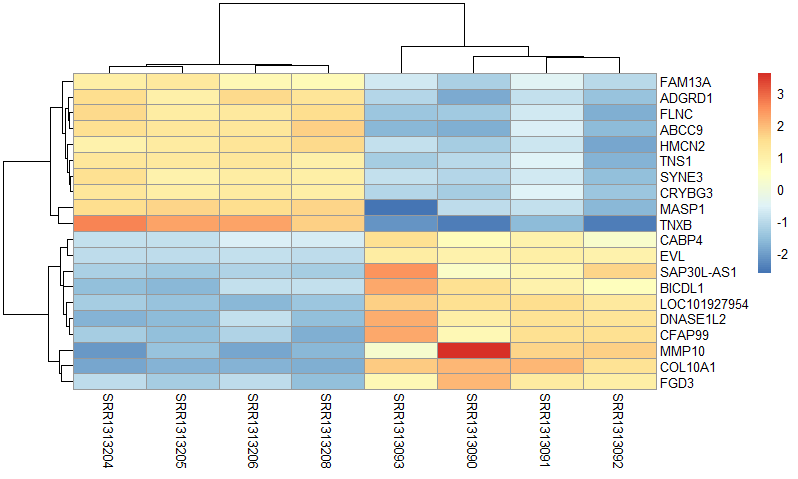 FAM13A
ADGRD1
FLNC
ABCC9
HMCN2
TNS1
SYNE3
CRYBG3
MASP1
TNXB
CABP4
EVL
SAP30L-AS1
BICDL1
LOC101927954
DNASE1L2
CFAP99
MMP10
COL10A1
FGD3
3
2
1
0
-1
-2
SRR1313204
SRR1313205
SRR1313206
SRR1313208
SRR1313093
SRR1313090
SRR1313091
SRR1313092